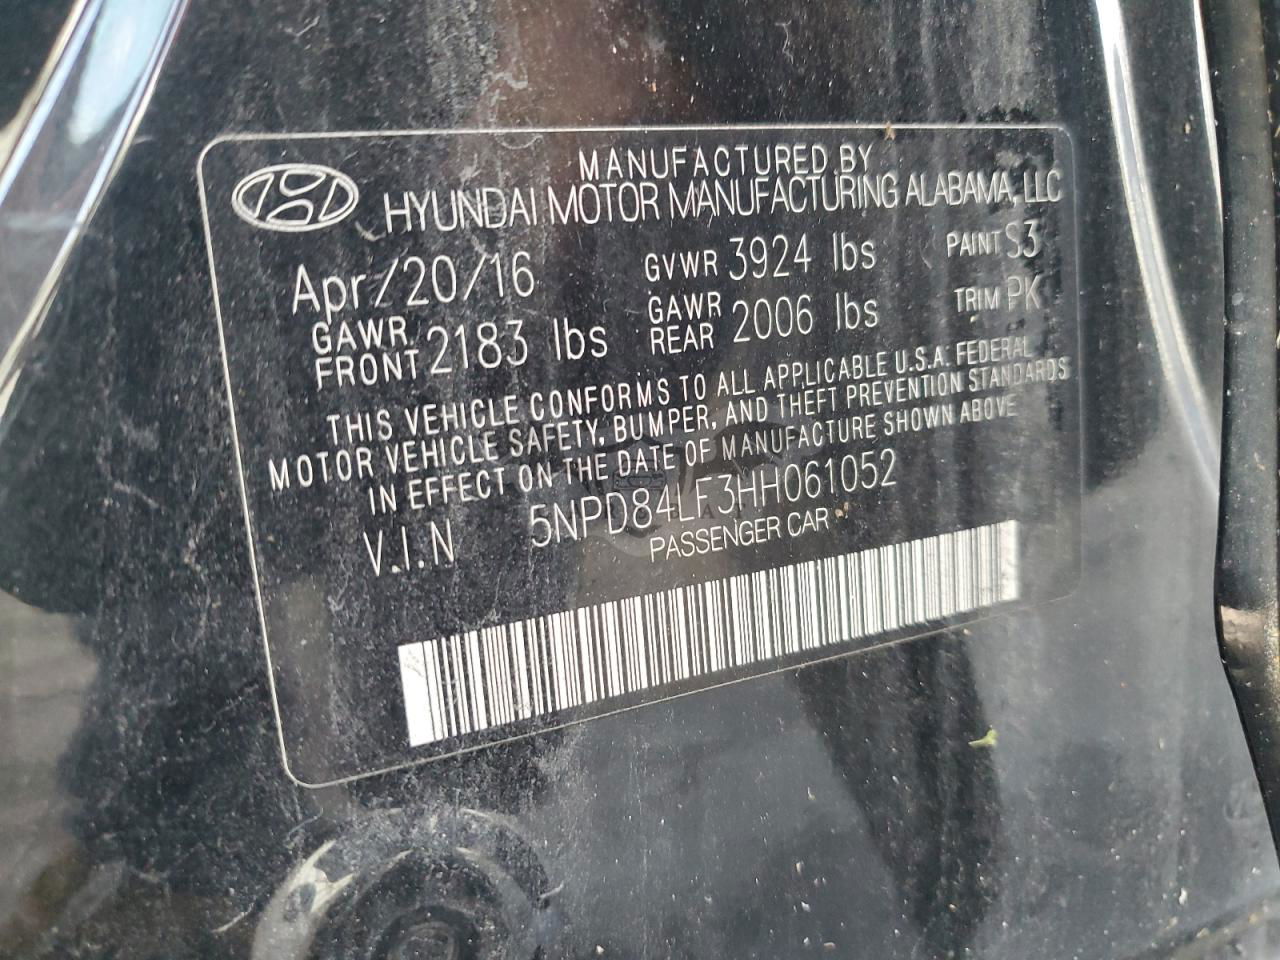 MANUFACTURED BY
HYUNDAI MOTOR MANUFACTURING ALABAMA, LLC
Apr/20/16 GVWR 3924 lbs PAINT S3
GAWR FRONT 2183 lbs GAWR REAR 2006 lbs TRIM PK
THIS VEHICLE CONFORMS TO ALL APPLICABLE U.S.A. FEDERAL
MOTOR VEHICLE SAFETY, BUMPER, AND THEFT PREVENTION STANDARDS
IN EFFECT ON THE DATE OF MANUFACTURE SHOWN ABOVE
V.I.N 5NPD84LF3HH061052
PASSENGER CAR